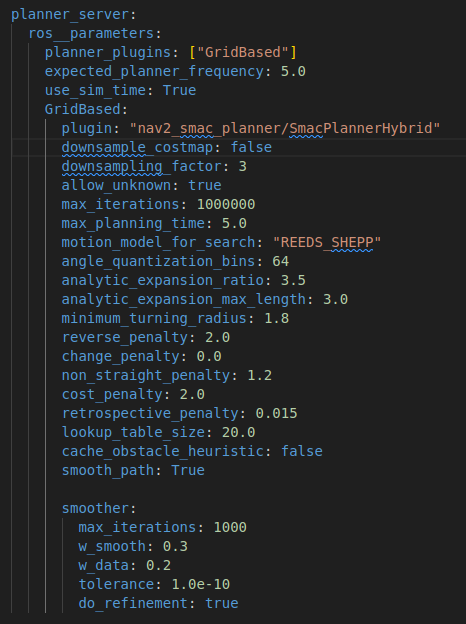 planner_server:
ros__parameters:
planner_plugins: ["GridBased"]
expected_planner_frequency: 5.0
use_sim_time: True
GridBased:
plugin: "nav2_smac_planner/SmacPlannerHybrid"
downsample_costmap: false
downsampling_factor: 3
allow_unknown: true
max_iterations: 1000000
max_planning_time: 5.0
motion_model_for_search: "REEDS_SHEPP"
angle_quantization_bins: 64
analytic_expansion_ratio: 3.5
analytic_expansion_max_length: 3.0
minimum_turning_radius: 1.8
reverse_penalty: 2.0
change_penalty: 0.0
non_straight_penalty: 1.2
cost_penalty: 2.0
retrospective_penalty: 0.015
lookup_table_size: 20.0
cache_obstacle_heuristic: false
smooth_path: True
smoother:
max_iterations: 1000
w_smooth: 0.3
w_data: 0.2
tolerance: 1.0e-10
do_refinement: true